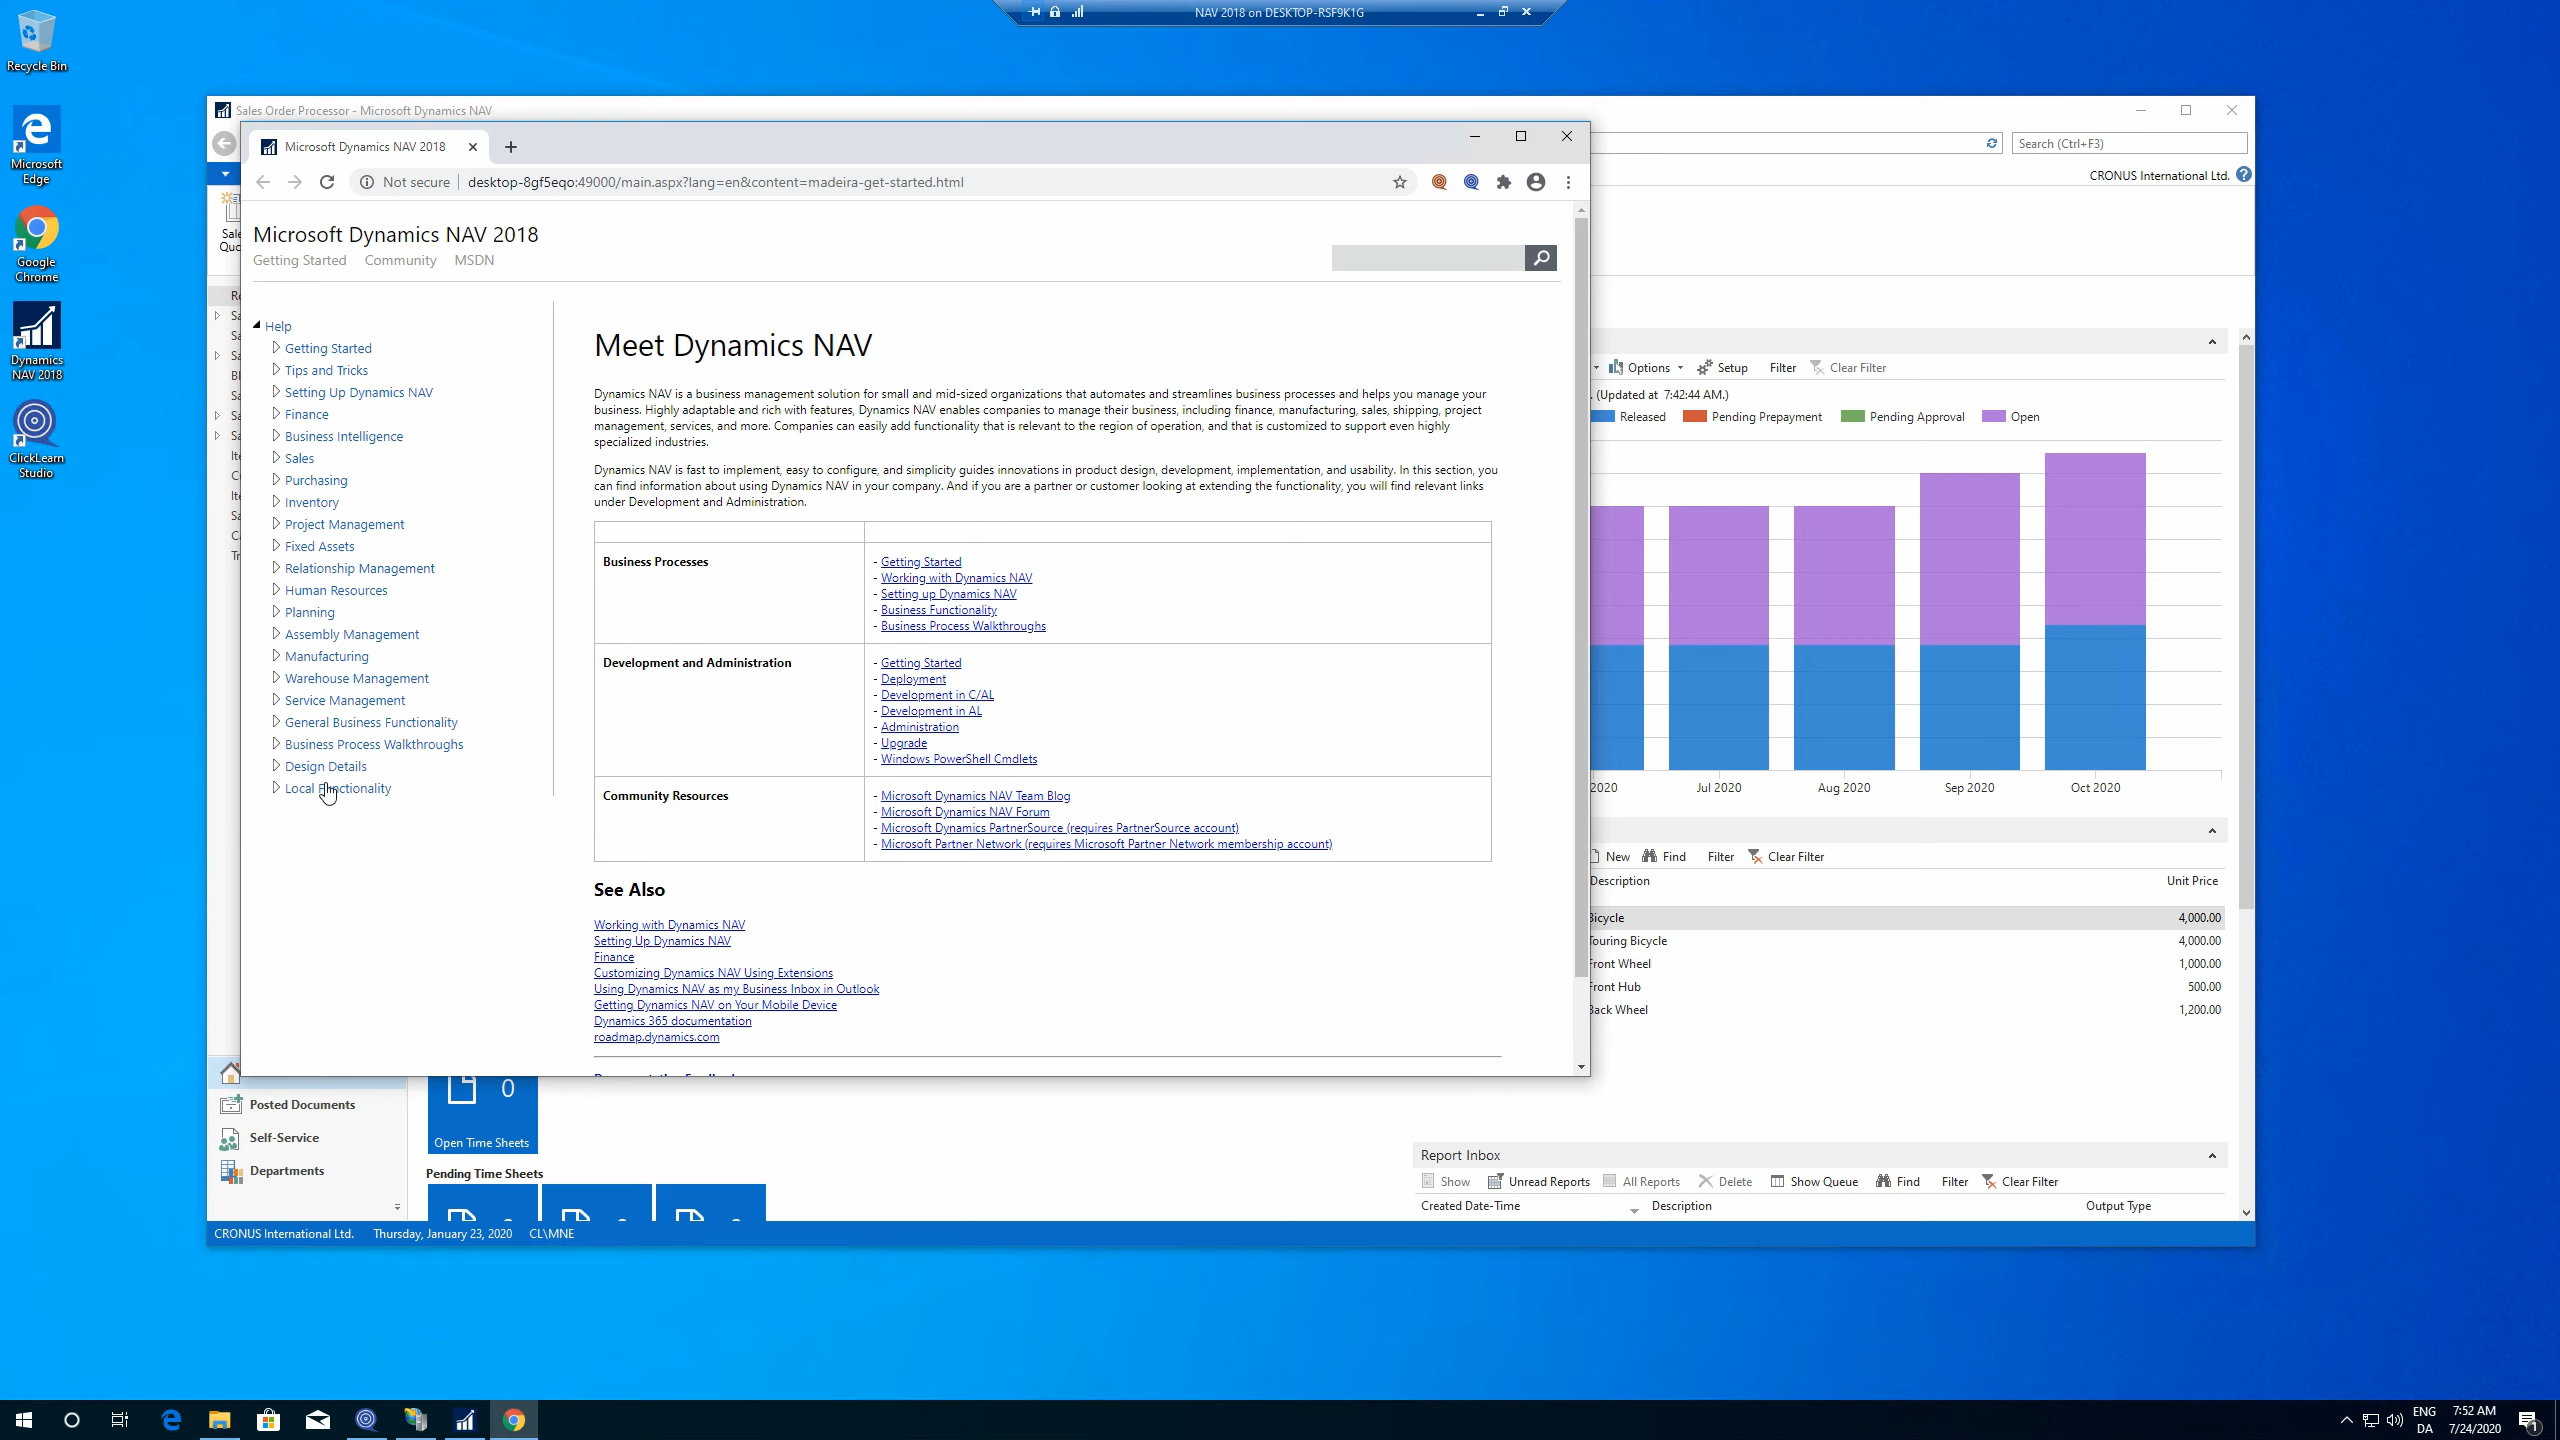 NAV 2018 on DESKTOP-RSF9K1G
Recycle Bin
Microsoft
Edge
Google
Chrome
Dynamics
NAV 2018
ClickLearn
Studio
Sales Order Processor - Microsoft Dynamics NAV
Search (Ctrl+F3)
CRONUS International Ltd.
Microsoft Dynamics NAV 2018
Not secure
desktop-8gf5eqo:49000/main.aspx?lang=en&content=madeira-get-started.html
Microsoft Dynamics NAV 2018
Getting Started
Community
MSDN
Help
Getting Started
Tips and Tricks
Setting Up Dynamics NAV
Finance
Business Intelligence
Sales
Purchasing
Inventory
Project Management
Fixed Assets
Relationship Management
Human Resources
Planning
Assembly Management
Manufacturing
Warehouse Management
Service Management
General Business Functionality
Business Process Walkthroughs
Design Details
Local Functionality
Meet Dynamics NAV
Dynamics NAV is a business management solution for small and mid-sized organizations that automates and streamlines business processes and helps you manage your
business. Highly adaptable and rich with features, Dynamics NAV enables companies to manage their business, including finance, manufacturing, sales, shipping, project
management, services, and more. Companies can easily add functionality that is relevant to the region of operation, and that is customized to support even highly
specialized industries.
Dynamics NAV is fast to implement, easy to configure, and simplicity guides innovations in product design, development, implementation, and usability. In this section, you
can find information about using Dynamics NAV in your company. And if you are a partner or customer looking at extending the functionality, you will find relevant links
under Development and Administration.
Business Processes
- Getting Started
- Working with Dynamics NAV
- Setting up Dynamics NAV
- Business Functionality
- Business Process Walkthroughs
Development and Administration
- Getting Started
- Deployment
- Development in C/AL
- Development in AL
- Administration
- Upgrade
- Windows PowerShell Cmdlets
Community Resources
- Microsoft Dynamics NAV Team Blog
- Microsoft Dynamics NAV Forum
- Microsoft Dynamics PartnerSource (requires PartnerSource account)
- Microsoft Partner Network (requires Microsoft Partner Network membership account)
See Also
Working with Dynamics NAV
Setting Up Dynamics NAV
Finance
Customizing Dynamics NAV Using Extensions
Using Dynamics NAV as my Business Inbox in Outlook
Getting Dynamics NAV on Your Mobile Device
Dynamics 365 documentation
roadmap.dynamics.com
Options
Setup
Filter
Clear Filter
(Updated at 7:42:44 AM.)
Released
Pending Prepayment
Pending Approval
Open
2020
Jul 2020
Aug 2020
Sep 2020
Oct 2020
New
Find
Filter
Clear Filter
Description
Unit Price
Bicycle
4,000.00
Touring Bicycle
4,000.00
Front Wheel
1,000.00
Front Hub
500.00
Back Wheel
1,200.00
Posted Documents
Self-Service
Departments
0
Open Time Sheets
Pending Time Sheets
Report Inbox
Show
Unread Reports
All Reports
Delete
Show Queue
Find
Filter
Clear Filter
Created Date-Time
Description
Output Type
CRONUS International Ltd.
Thursday, January 23, 2020
CL\MNE
ENG
DA
7:52 AM
7/24/2020
1